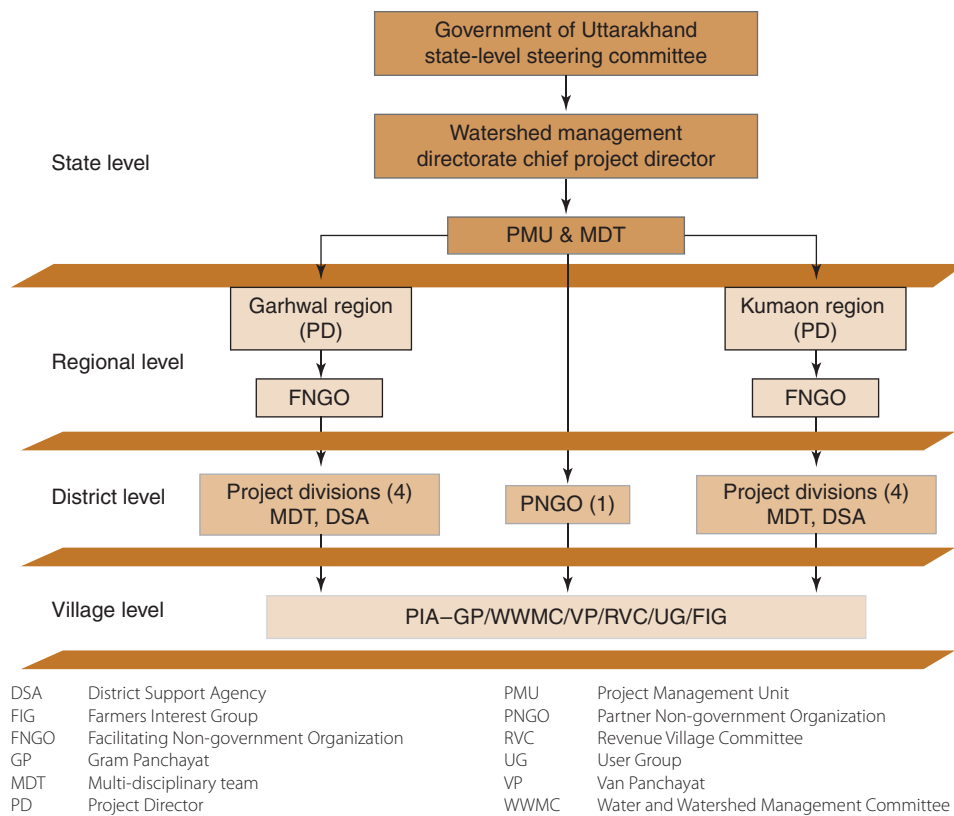 Government of Uttarakhand
state-level steering committee
Watershed management
directorate chief project director
State level
PMU & MDT
Garhwal region
(PD)
Kumaon region
(PD)
Regional level
FNGO
FNGO
District level
Project divisions (4)
MDT, DSA
PNGO (1)
Project divisions (4)
MDT, DSA
Village level
PIA–GP/WWMC/VP/RVC/UG/FIG
DSA District Support Agency
FIG Farmers Interest Group
FNGO Facilitating Non-government Organization
GP Gram Panchayat
MDT Multi-disciplinary team
PD Project Director
PMU Project Management Unit
PNGO Partner Non-government Organization
RVC Revenue Village Committee
UG User Group
VP Van Panchayat
WWMC Water and Watershed Management Committee